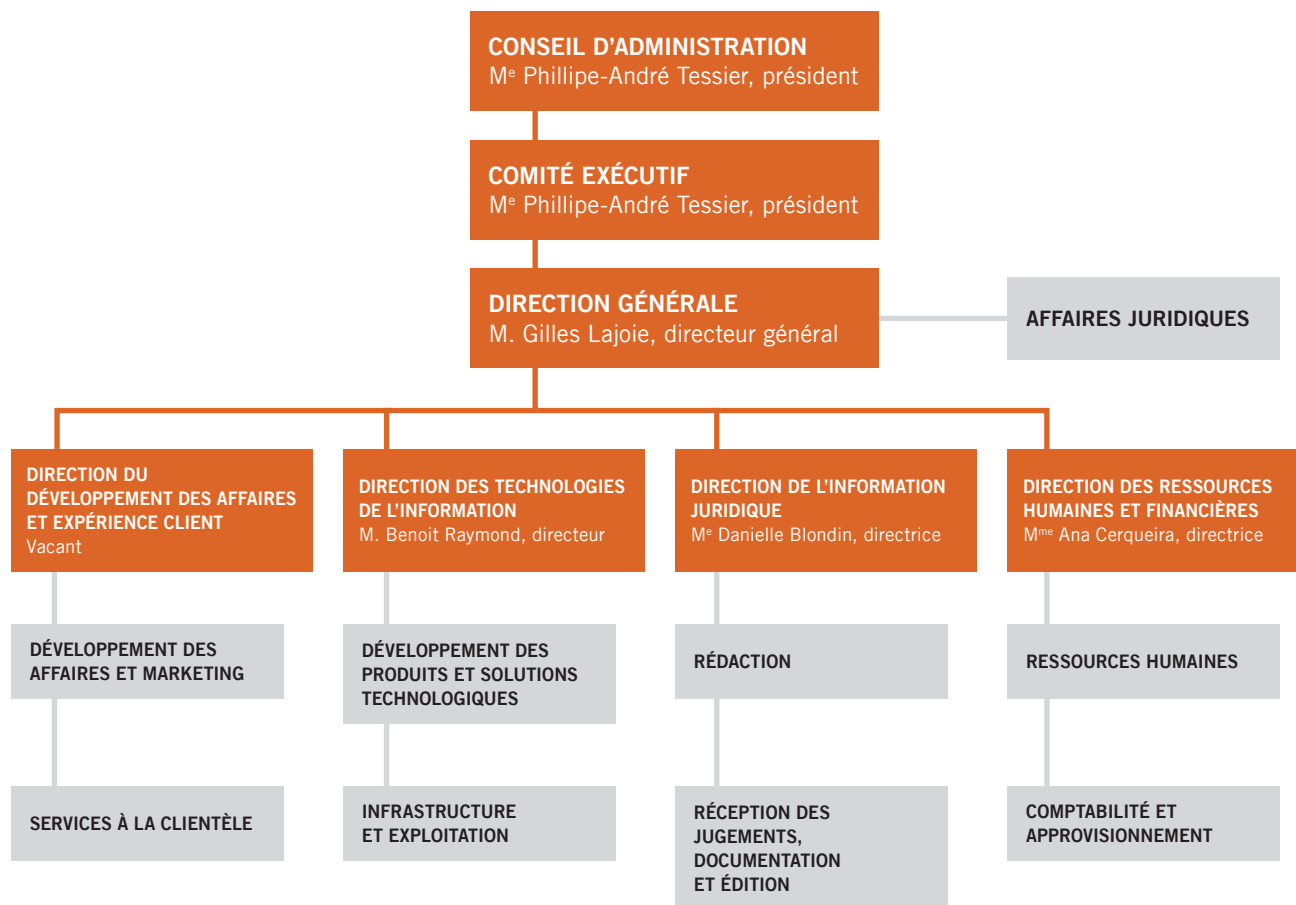 CONSEIL D’ADMINISTRATION
Me Phillipe-André Tessier, président
COMITÉ EXÉCUTIF
Me Phillipe-André Tessier, président
DIRECTION GÉNÉRALE
M. Gilles Lajoie, directeur général
AFFAIRES JURIDIQUES
DIRECTION DU
DÉVELOPPEMENT DES AFFAIRES
ET EXPÉRIENCE CLIENT
Vacant
DIRECTION DES TECHNOLOGIES
DE L’INFORMATION
M. Benoit Raymond, directeur
DIRECTION DE L’INFORMATION
JURIDIQUE
Me Danielle Blondin, directrice
DIRECTION DES RESSOURCES
HUMAINES ET FINANCIÈRES
Mme Ana Cerqueira, directrice
DÉVELOPPEMENT DES
AFFAIRES ET MARKETING
DÉVELOPPEMENT DES
PRODUITS ET SOLUTIONS
TECHNOLOGIQUES
RÉDACTION
RESSOURCES HUMAINES
SERVICES À LA CLIENTÈLE
INFRASTRUCTURE
ET EXPLOITATION
RÉCEPTION DES
JUGEMENTS,
DOCUMENTATION
ET ÉDITION
COMPTABILITÉ ET
APPROVISIONNEMENT